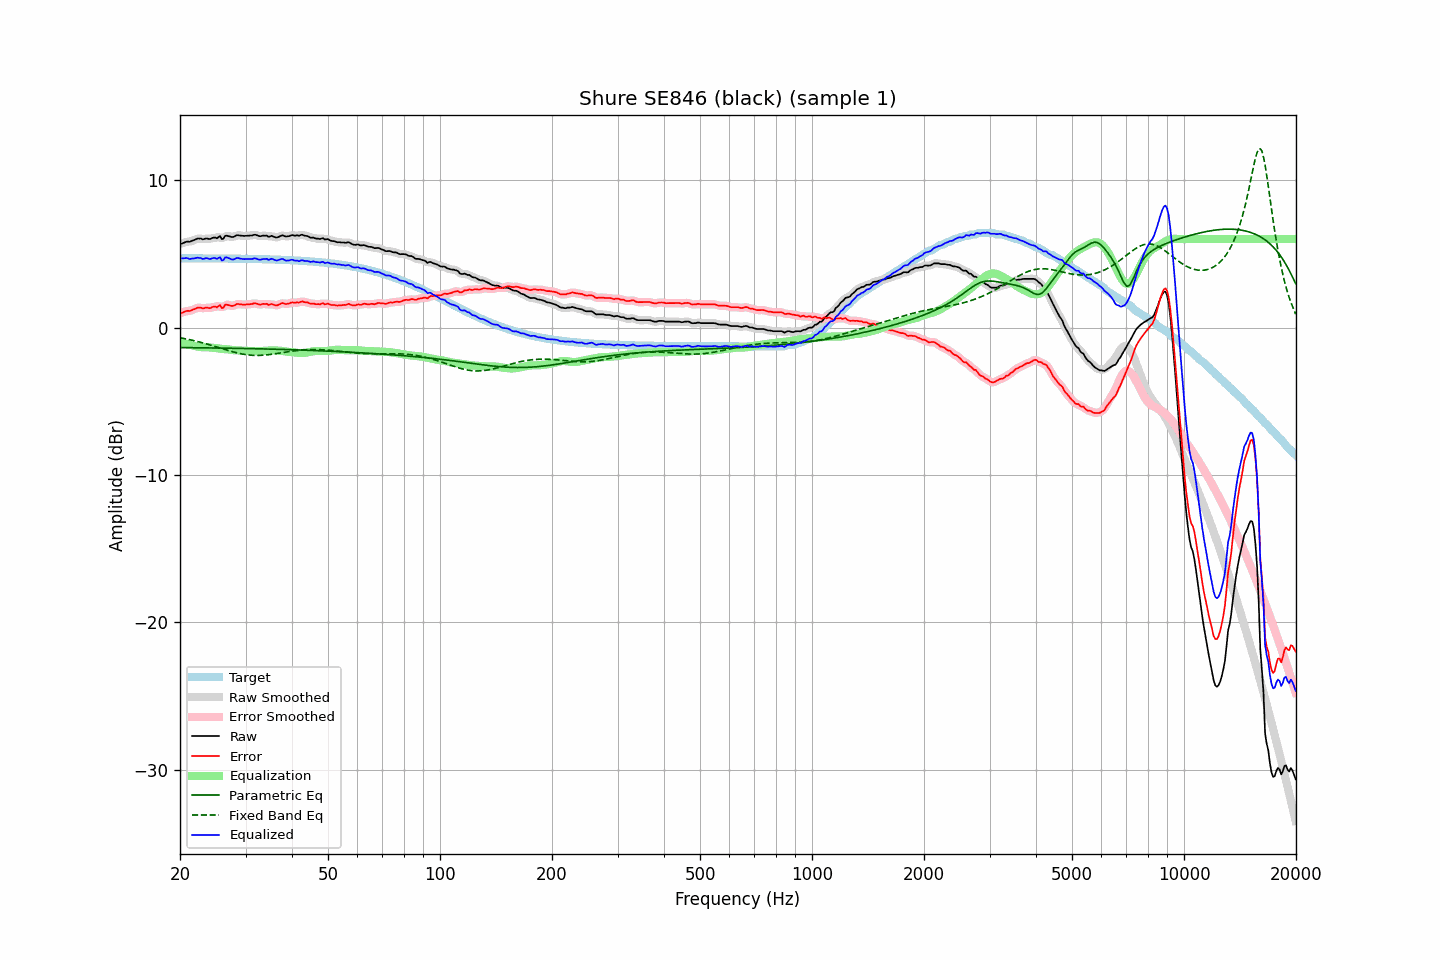 Shure SE846 (black) (sample 1)
Amplitude (dBr)
10
0
−10
−20
−30
Target
Raw Smoothed
Error Smoothed
Raw
Error
Equalization
Parametric Eq
Fixed Band Eq
Equalized
20 50 100 200 500 1000 2000 5000 10000 20000
Frequency (Hz)